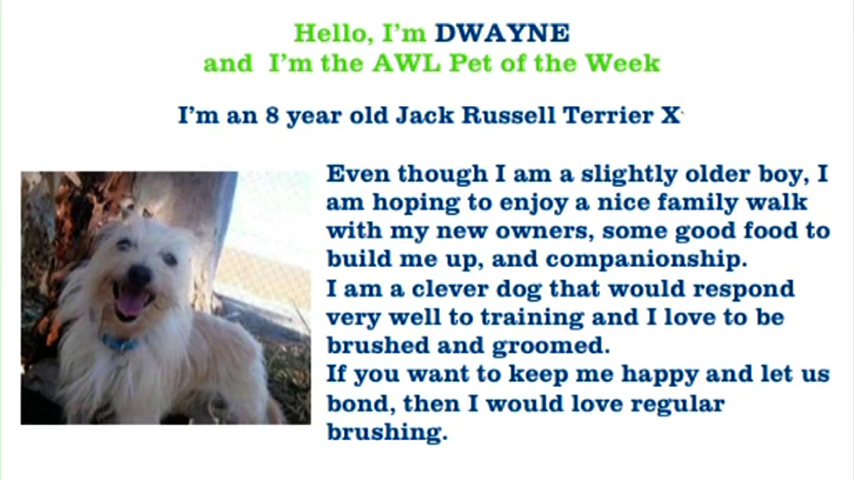 Hello, I'm DWAYNE
and I'm the AWL Pet of the Week
I'm an 8 year old Jack Russell Terrier X
Even though I am a slightly older boy, I
am hoping to enjoy a nice family walk
with my new owners, some good food to
build me up, and companionship.
I am a clever dog that would respond
very well to training and I love to be
brushed and groomed.
If you want to keep me happy and let us
bond, then I would love regular
brushing.